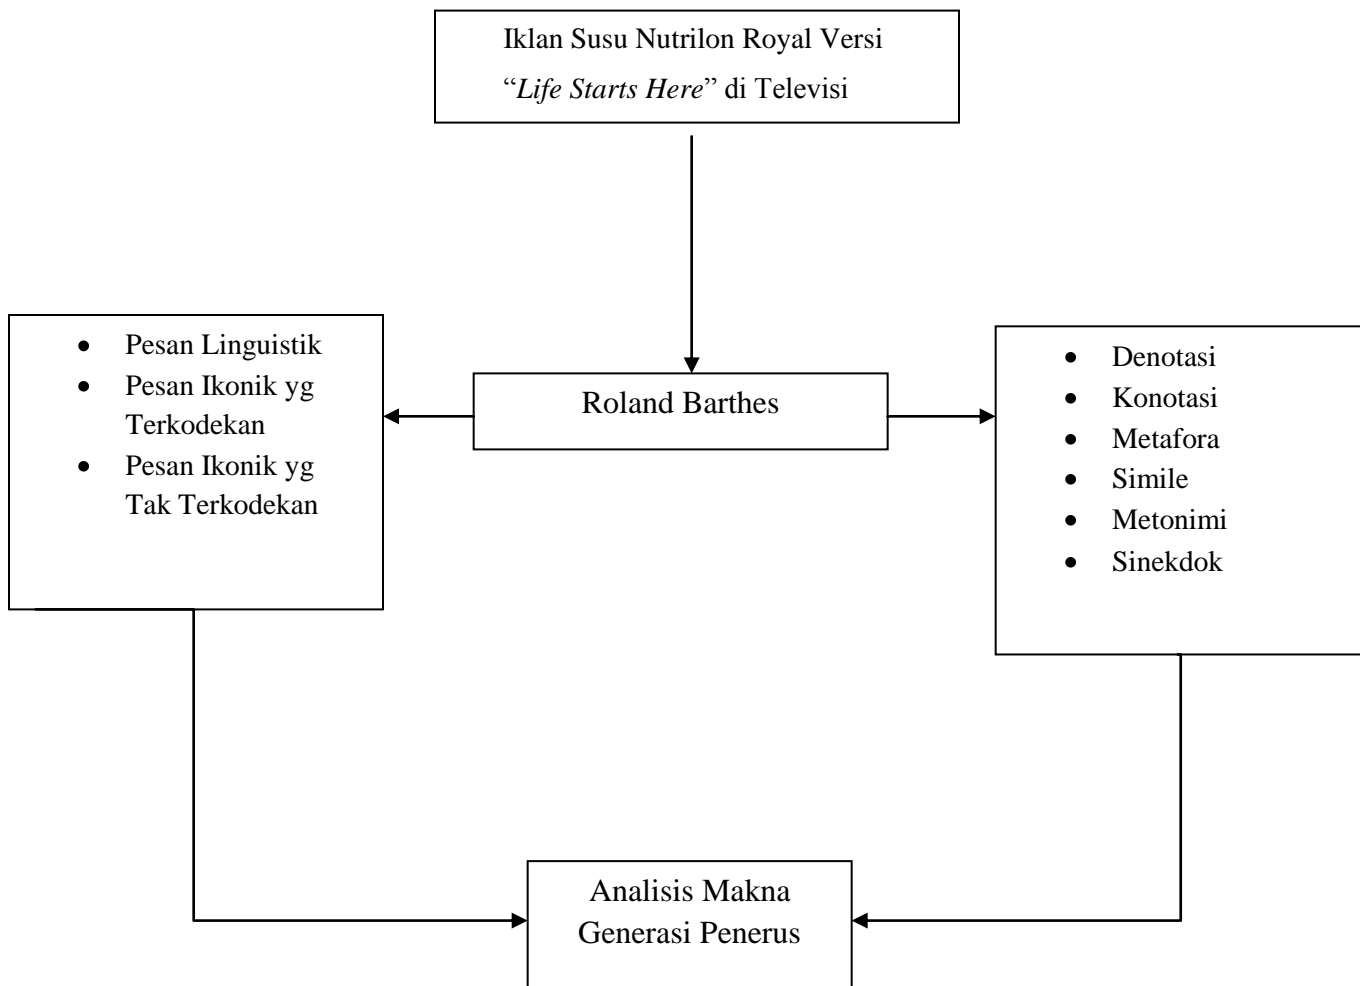 Iklan Susu Nutrilon Royal Versi
“Life Starts Here” di Televisi
Roland Barthes
• Pesan Linguistik
• Pesan Ikonik yg
Terkodekan
• Pesan Ikonik yg
Tak Terkodekan
• Denotasi
• Konotasi
• Metafora
• Simile
• Metonimi
• Sinekdok
Analisis Makna
Generasi Penerus